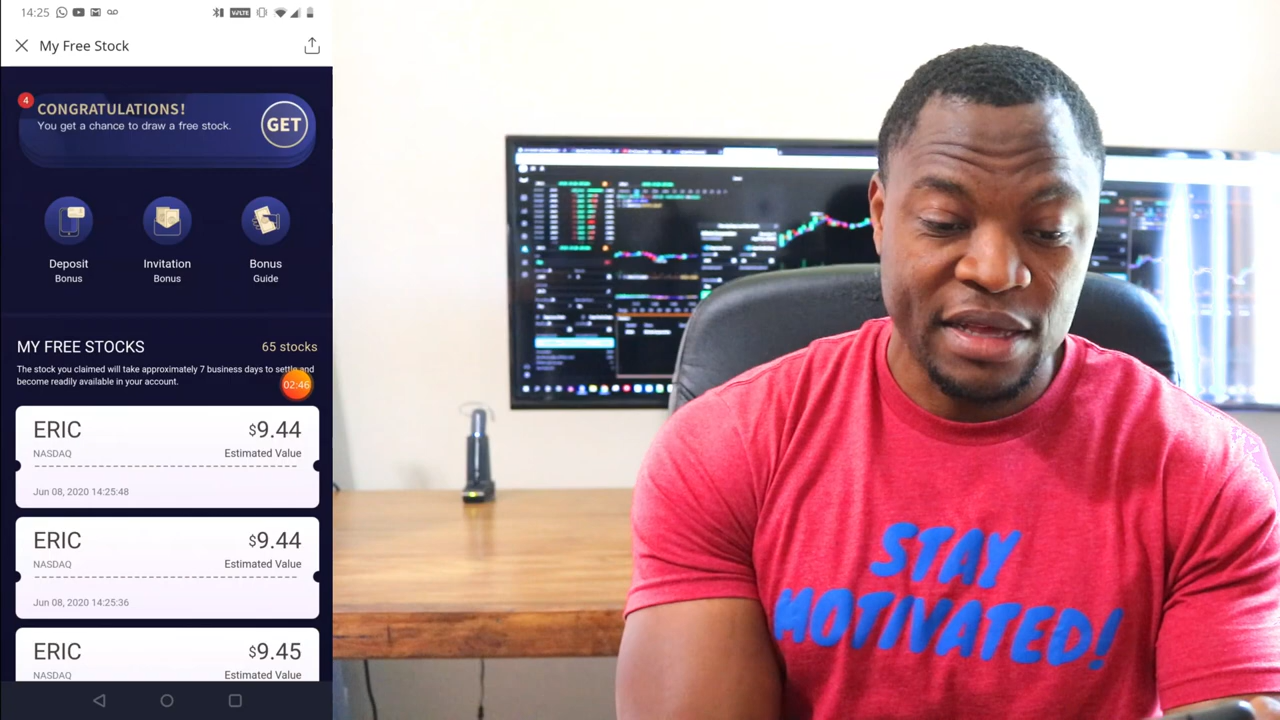 14:25
VoLTE
My Free Stock
4
CONGRATULATIONS!
You get a chance to draw a free stock.
GET
Deposit
Bonus
Invitation
Bonus
Bonus
Guide
MY FREE STOCKS
65 stocks
The stock you claimed will take approximately 7 business days to settle and
become readily available in your account.
02:46
ERIC
$9.44
NASDAQ
Estimated Value
Jun 08, 2020 14:25:48
ERIC
$9.44
NASDAQ
Estimated Value
Jun 08, 2020 14:25:36
ERIC
$9.45
NASDAQ
Estimated Value
STAY
MOTIVATED!